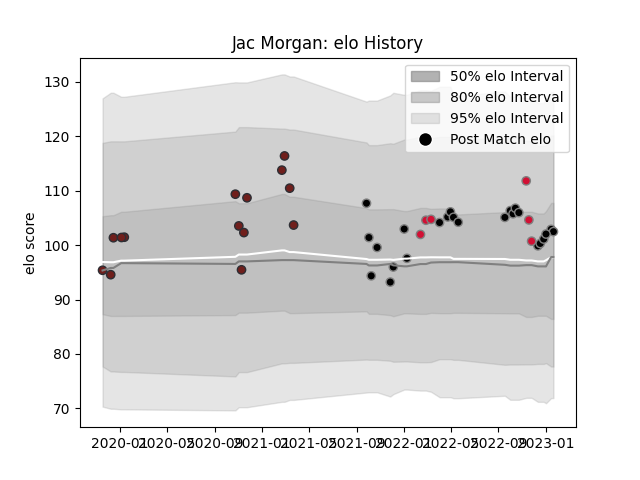 Jac Morgan: elo History
50% elo Interval
80% elo Interval
95% elo Interval
Post Match elo
elo score
130
120
110
100
90
80
70
2020-01 2020-05 2020-09 2021-01 2021-05 2021-09 2022-01 2022-05 2022-09 2023-01